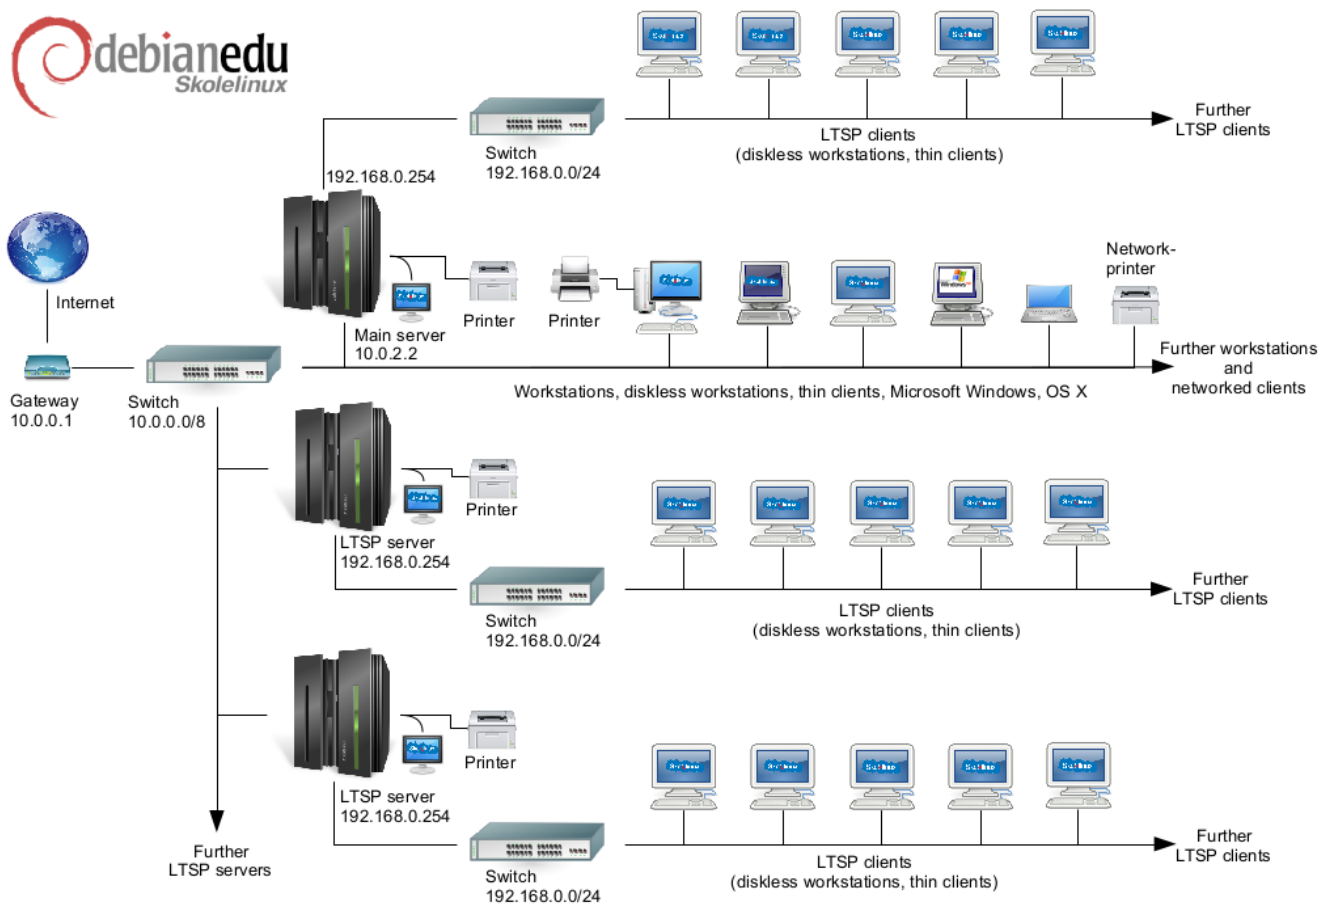 debianedu
Skolelinux
Further
LTSP clients
LTSP clients
(diskless workstations, thin clients)
Switch
192.168.0.0/24
192.168.0.254
Internet
Main server
10.0.2.2
Printer
Printer
Windows
Network-
printer
Further workstations
and
networked clients
Workstations, diskless workstations, thin clients, Microsoft Windows, OS X
Gateway
10.0.0.1
Switch
10.0.0.0/8
Printer
LTSP server
192.168.0.254
Switch
192.168.0.0/24
Further
LTSP clients
LTSP clients
(diskless workstations, thin clients)
Printer
LTSP server
192.168.0.254
Further
LTSP servers
Switch
192.168.0.0/24
Further
LTSP clients
LTSP clients
(diskless workstations, thin clients)